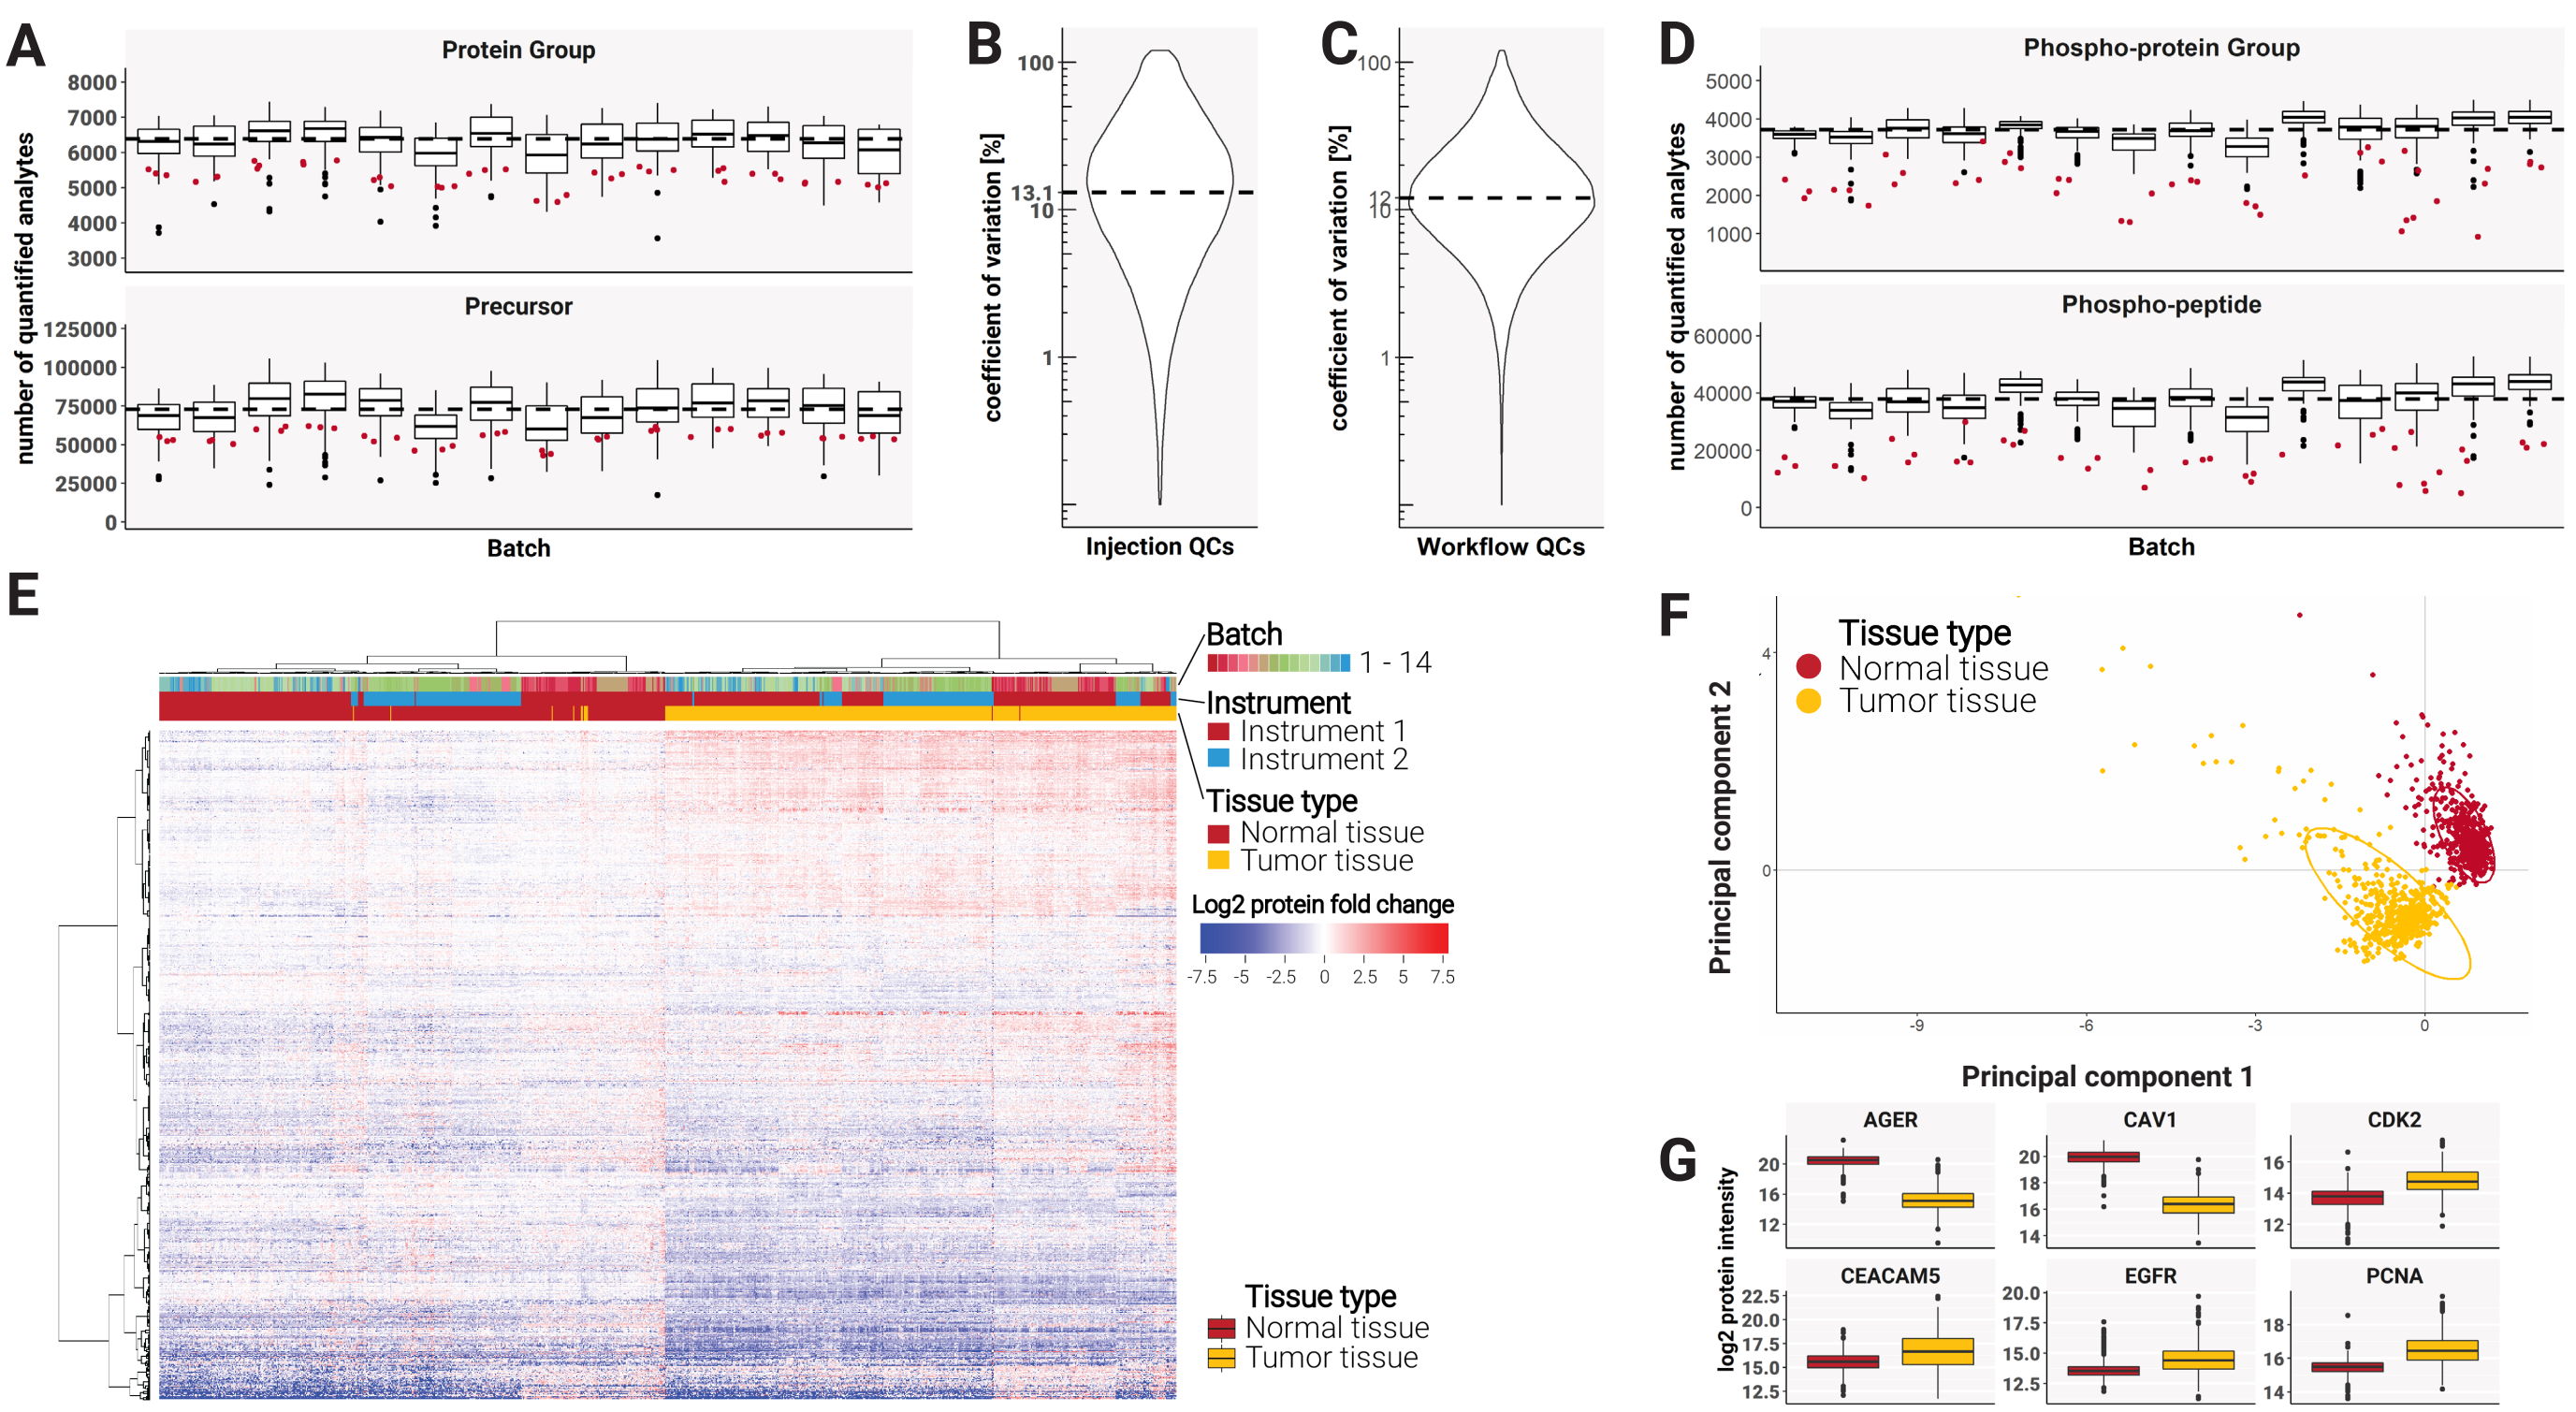 A
Protein Group
number of quantified analytes
8000
7000
6000
5000
4000
3000
Precursor
125000
100000
75000
50000
25000
0
Batch
B
coefficient of variation [%]
100
13.1
10
1
Injection QCs
C
coefficient of variation [%]
100
12
10
1
Workflow QCs
D
Phospho-protein Group
number of quantified analytes
5000
4000
3000
2000
1000
Phospho-peptide
60000
40000
20000
0
Batch
E
Batch
1 - 14
Instrument
Instrument 1
Instrument 2
Tissue type
Normal tissue
Tumor tissue
Log2 protein fold change
-7.5 -5 -2.5 0 2.5 5 7.5
Tissue type
Normal tissue
Tumor tissue
F
Tissue type
Normal tissue
Tumor tissue
Principal component 2
4
0
-9 -6 -3 0
Principal component 1
G
log2 protein intensity
AGER
20
16
12
CAV1
20
18
16
14
CDK2
16
14
12
CEACAM5
22.5
20.0
17.5
15.0
12.5
EGFR
20.0
17.5
15.0
12.5
PCNA
18
16
14